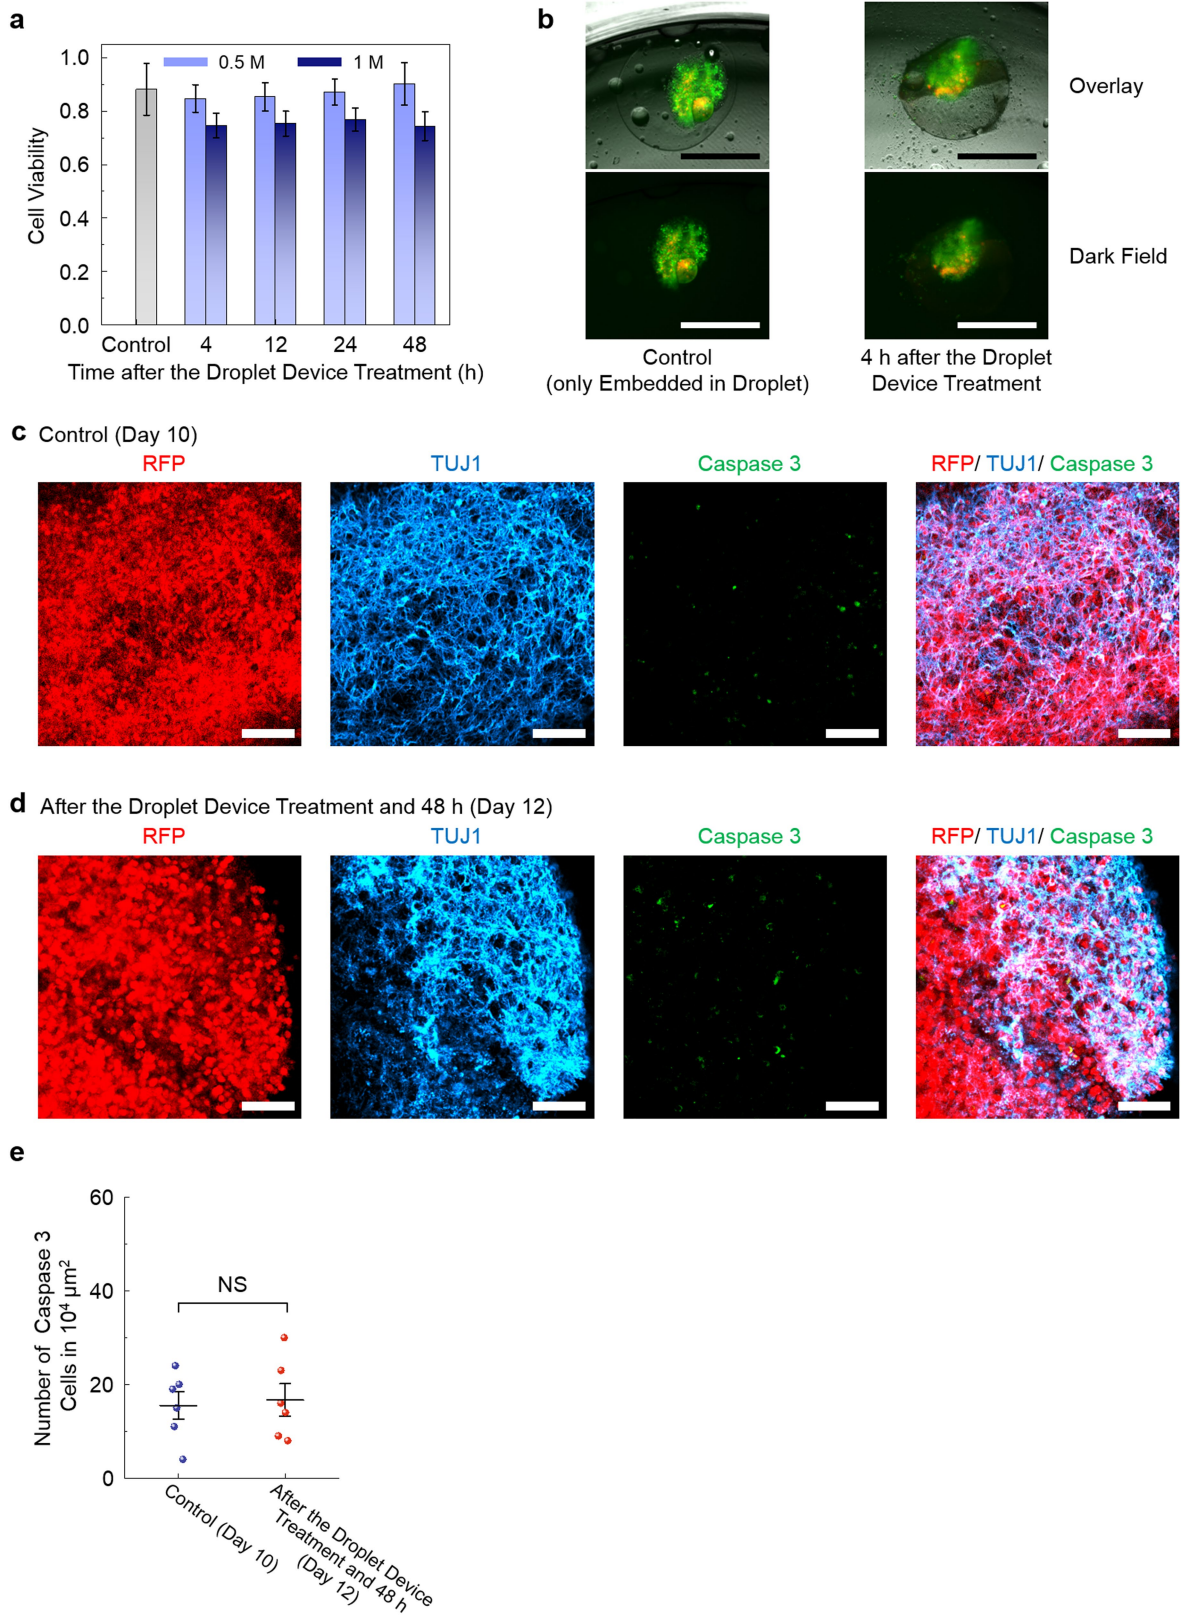 a
1.0
0.8
0.6
0.4
0.2
0.0
Cell Viability
0.5 M
1 M
Control 4 12 24 48
Time after the Droplet Device Treatment (h)
b
Overlay
Dark Field
Control
(only Embedded in Droplet)
4 h after the Droplet
Device Treatment
c Control (Day 10)
RFP
TUJ1
Caspase 3
RFP/ TUJ1/ Caspase 3
d After the Droplet Device Treatment and 48 h (Day 12)
RFP
TUJ1
Caspase 3
RFP/ TUJ1/ Caspase 3
e
60
40
20
0
Number of Caspase 3
Cells in 10⁴ μm²
NS
Control (Day 10)
After the Droplet Device
Treatment and 48 h
(Day 12)